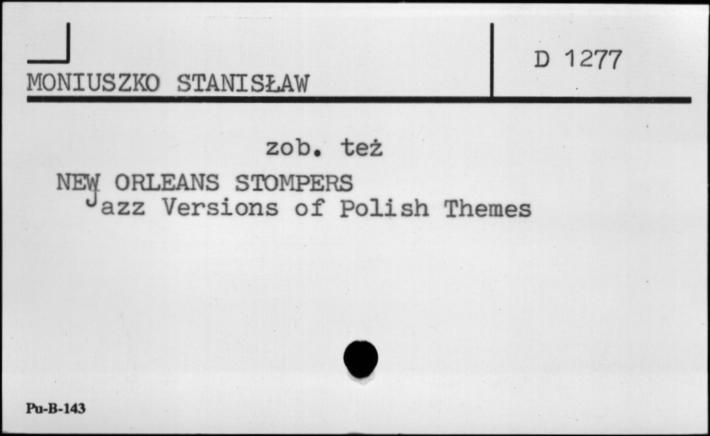 D 1277
MONIUSZKO STANISŁAW
zob. też
NEW ORLEANS STOMPERS
Jazz Versions of Polish Themes
Pu-B-143